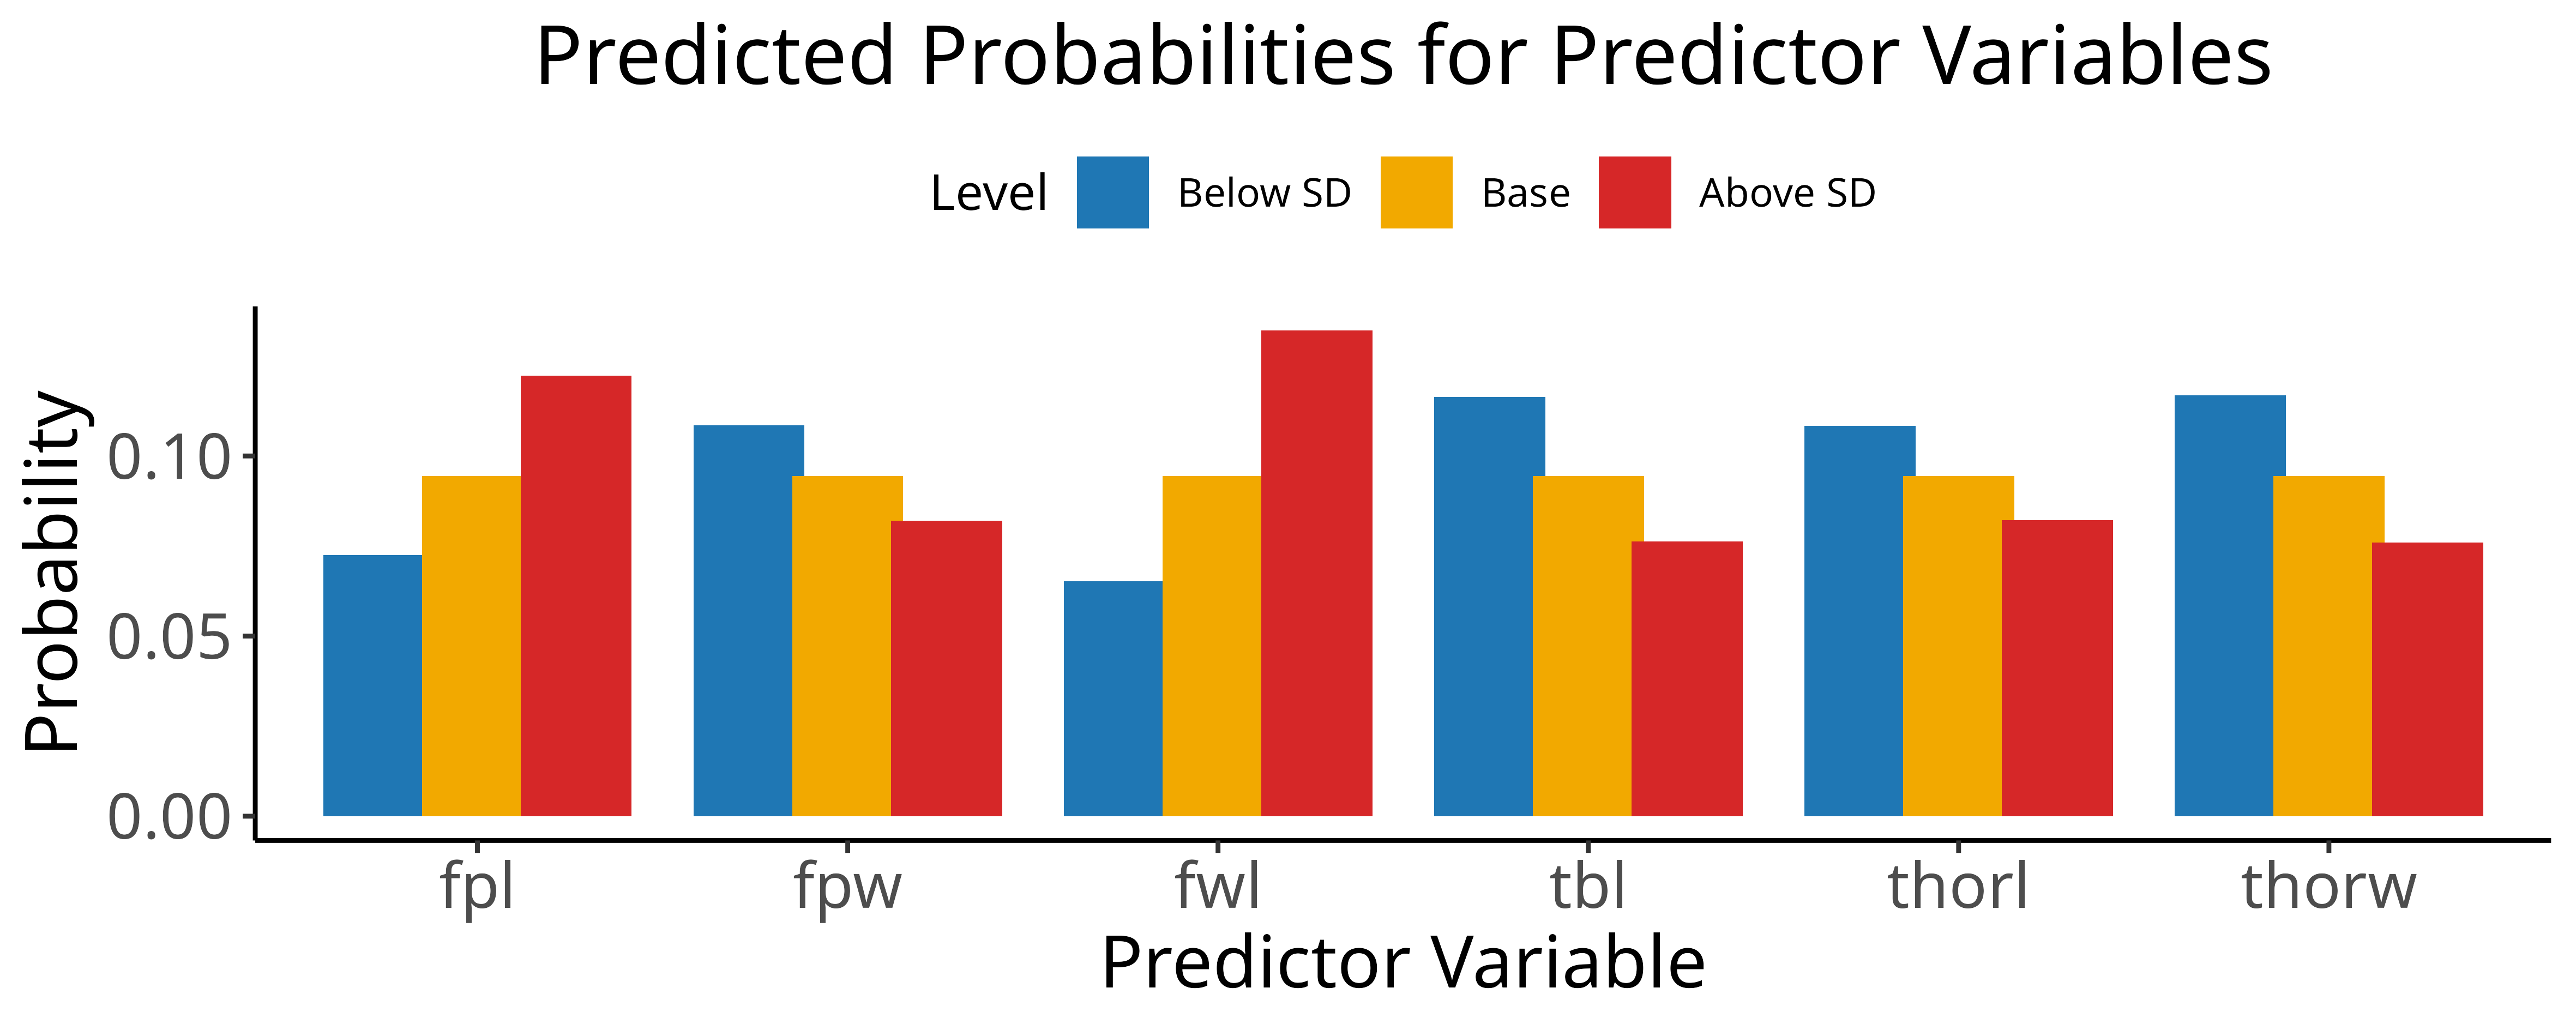 Predicted Probabilities for Predictor Variables
Level Below SD Base Above SD
Probability
0.10
0.05
0.00
fpl fpw fwl tbl thorl thorw
Predictor Variable